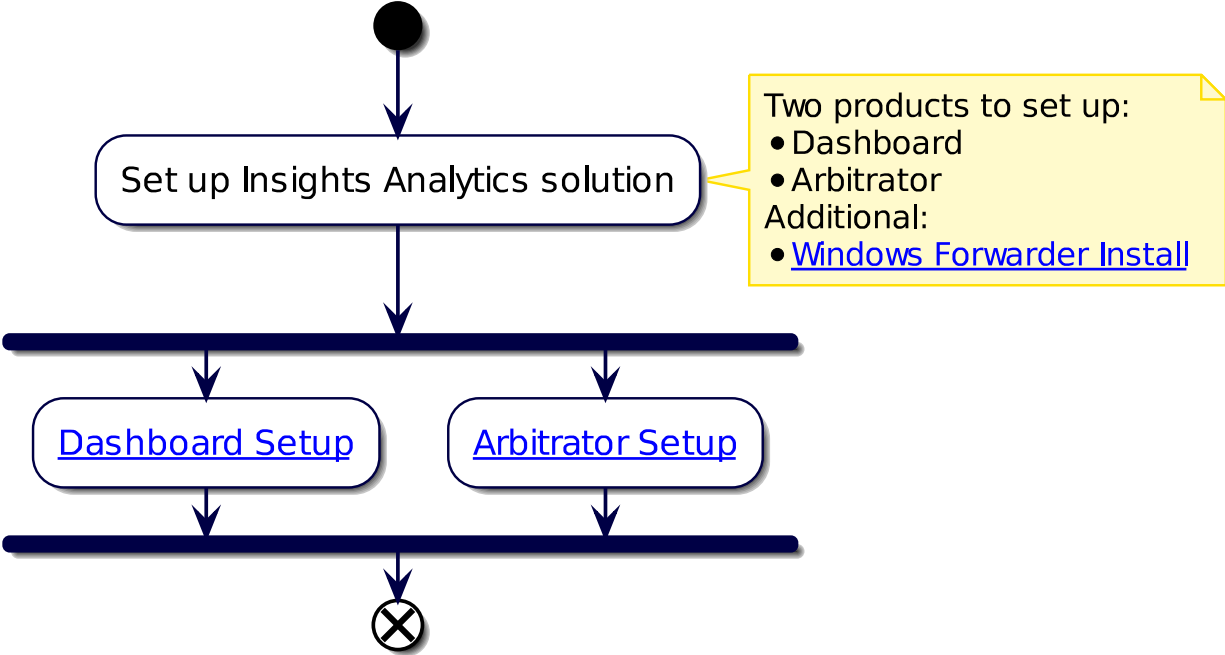 Set up Insights Analytics solution
Two products to set up:
• Dashboard
• Arbitrator
Additional:
• Windows Forwarder Install
Dashboard Setup
Arbitrator Setup